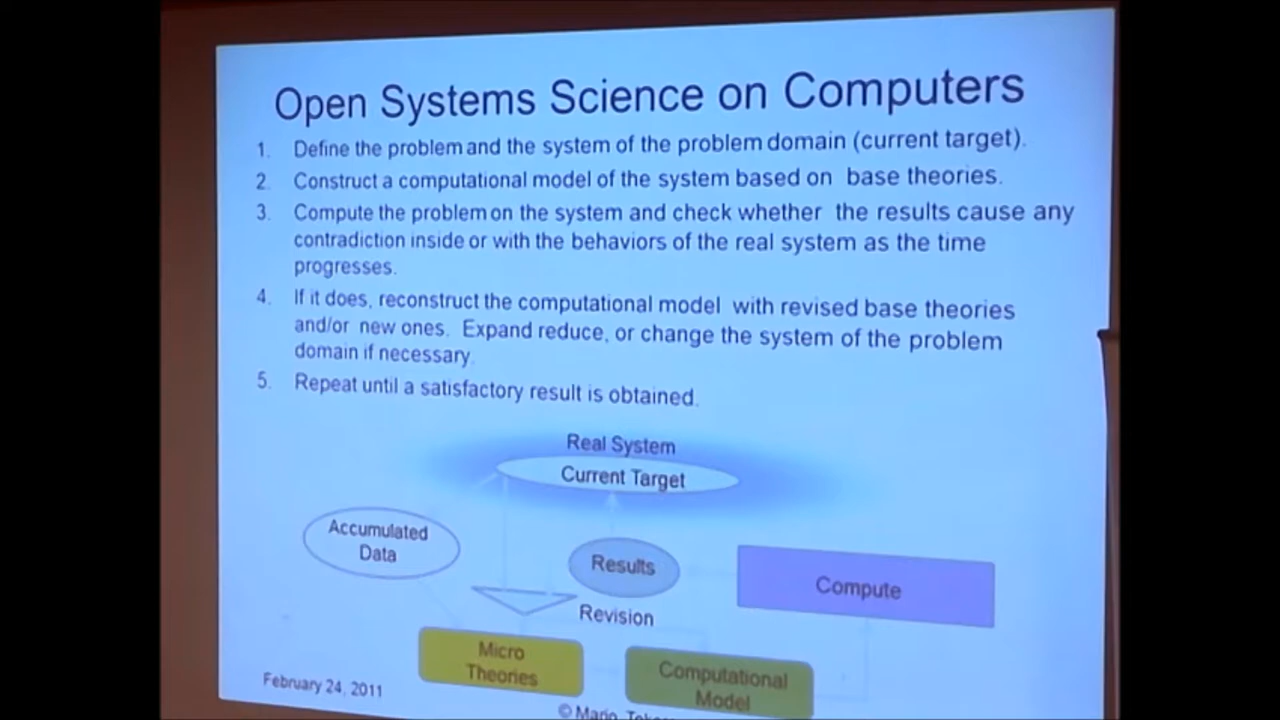 Open Systems Science on Computers
1. Define the problem and the system of the problem domain (current target).
2. Construct a computational model of the system based on base theories.
3. Compute the problem on the system and check whether the results cause any
contradiction inside or with the behaviors of the real system as the time
progresses.
4. If it does, reconstruct the computational model with revised base theories
and/or new ones. Expand reduce, or change the system of the problem
domain if necessary.
5. Repeat until a satisfactory result is obtained.
Real System
Current Target
Accumulated
Data
Results
Compute
Revision
Micro
Theories
Computational
Model
February 24, 2011
© Mario